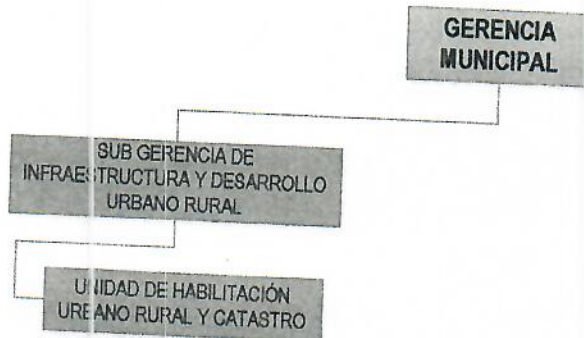 GERENCIA
MUNICIPAL
SUB GERENCIA DE
INFRAESTRUCTURA Y DESARROLLO
URBANO RURAL
UNIDAD DE HABILITACIÓN
URBANO RURAL Y CATASTRO